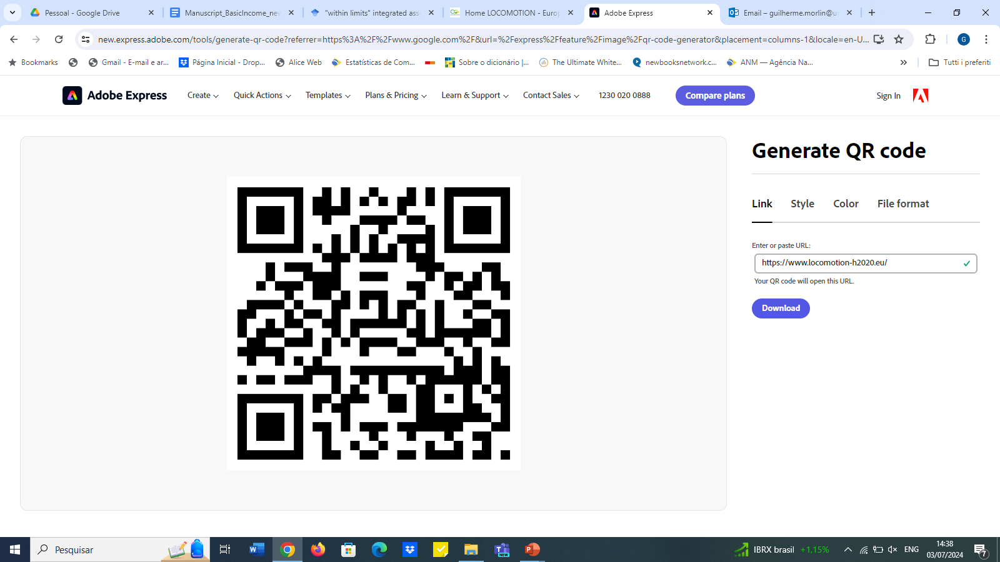 Pessoal - Google Drive
Manuscript_BasicIncome_nev
"within limits" integrated ass
Home LOCOMOTION - Euro
Adobe Express
Email – guilherme.morlin@u
new.express.adobe.com/tools/generate-qr-code?referrer=https%3A%2F%2Fwww.google.com%2F&url=%2Fexpress%2Ffeature%2Fimage%2Fqr-code-generator&placement=columns-1&locale=en-U...
G
Bookmarks
Gmail - E-mail e ar...
Página Inicial - Drop...
Alice Web
Estatísticas de Com...
Sobre o dicionário |...
The Ultimate White...
newbooksnetwork.c...
ANM — Agência Na...
Tutti i preferiti
Adobe Express
Create
Quick Actions
Templates
Plans & Pricing
Learn & Support
Contact Sales
1230 020 0888
Compare plans
Sign In
Generate QR code
Link
Style
Color
File format
Enter or paste URL:
https://www.locomotion-h2020.eu/
Your QR code will open this URL.
Download
Pesquisar
IBRX brasil +1,15%
ENG
14:38
03/07/2024
7